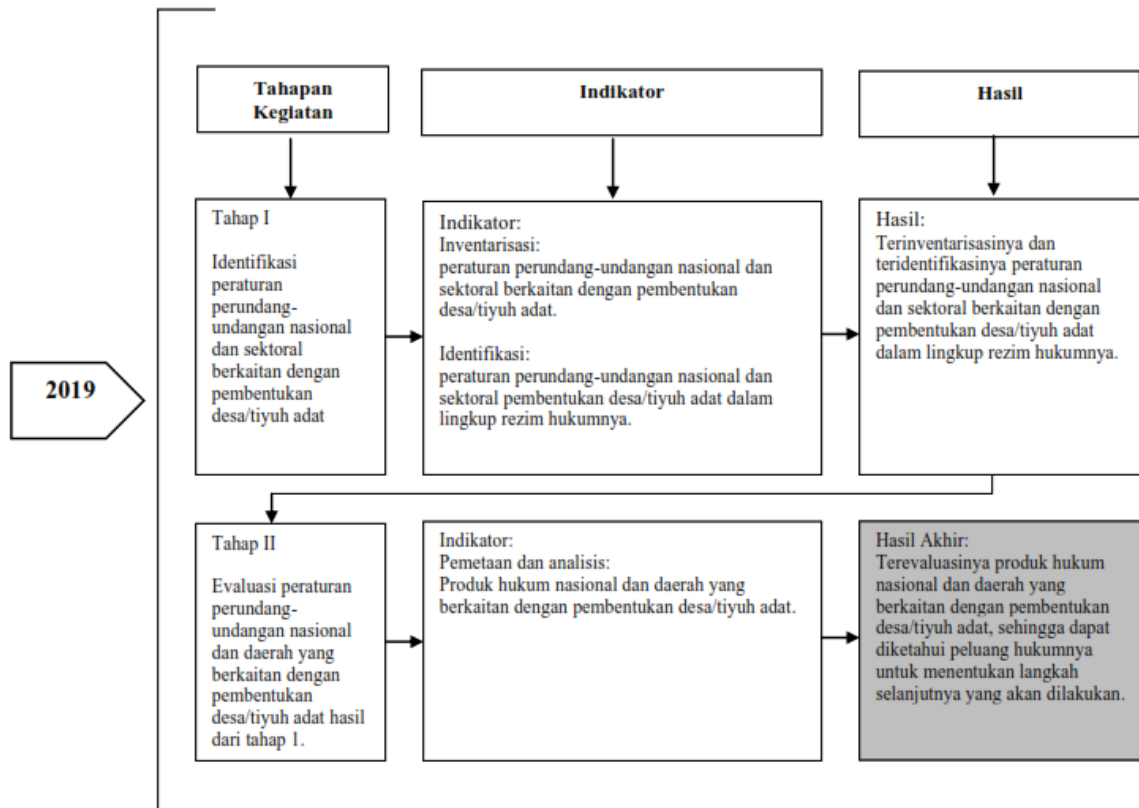 Tahapan
Kegiatan
Indikator
Hasil
2019
Tahap I
Identifikasi
peraturan
perundang-
undangan nasional
dan sektoral
berkaitan dengan
pembentukan
desa/tiyuh adat
Indikator:
Inventarisasi:
peraturan perundang-undangan nasional dan
sektoral berkaitan dengan pembentukan
desa/tiyuh adat.
Identifikasi:
peraturan perundang-undangan nasional dan
sektoral pembentukan desa/tiyuh adat dalam
lingkup rezim hukumnya.
Hasil:
Terinventarisasinya dan
teridentifikasinya peraturan
perundang-undangan nasional
dan sektoral berkaitan dengan
pembentukan desa/tiyuh adat
dalam lingkup rezim hukumnya.
Tahap II
Evaluasi peraturan
perundang-
undangan nasional
dan daerah yang
berkaitan dengan
pembentukan
desa/tiyuh adat hasil
dari tahap 1.
Indikator:
Pemetaan dan analisis:
Produk hukum nasional dan daerah yang
berkaitan dengan pembentukan desa/tiyuh adat.
Hasil Akhir:
Terevaluasinya produk hukum
nasional dan daerah yang
berkaitan dengan pembentukan
desa/tiyuh adat, sehingga dapat
diketahui peluang hukumnya
untuk menentukan langkah
selanjutnya yang akan dilakukan.